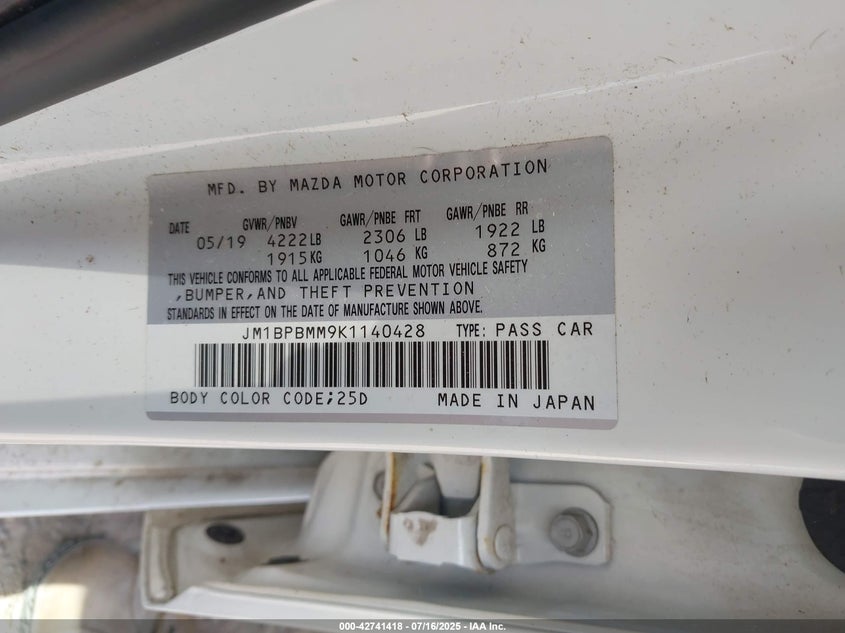 MFD. BY MAZDA MOTOR CORPORATION
DATE GVWR/PNBV GAWR/PNBE FRT GAWR/PNBE RR
05/19 4222LB 2306 LB 1922 LB
1915KG 1046 KG 872 KG
THIS VEHICLE CONFORMS TO ALL APPLICABLE FEDERAL MOTOR VEHICLE SAFETY
,BUMPER,AND THEFT PREVENTION
STANDARDS IN EFFECT ON THE DATE OF MANUFACTURE SHOWN ABOVE.
JM1BPBMM9K1140428 TYPE: PASS CAR
BODY COLOR CODE;25D MADE IN JAPAN
000-42741418 - 07/16/2025 - © IAA Inc.